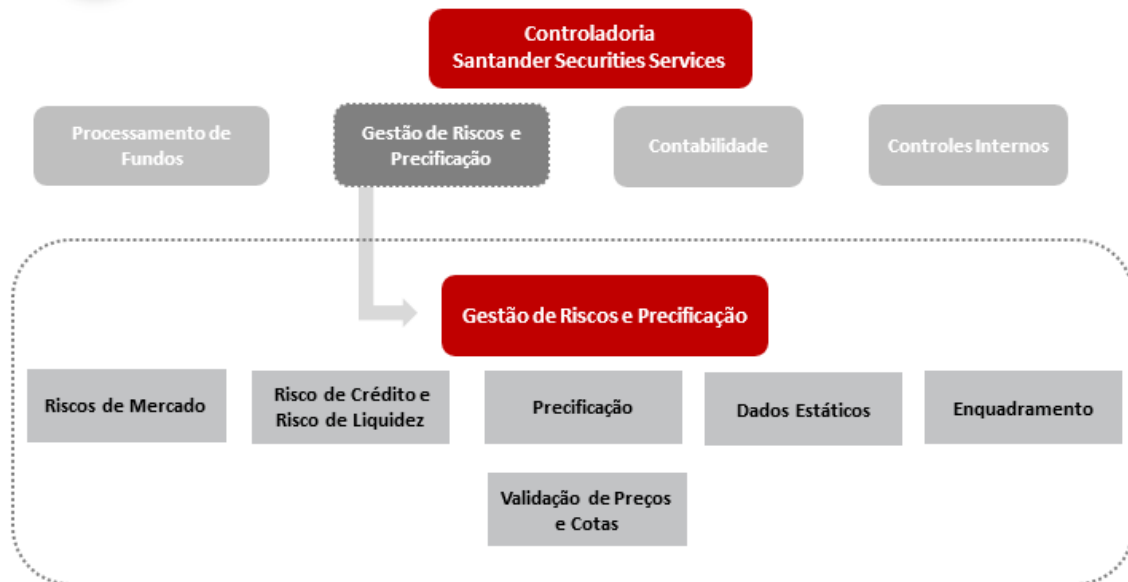 Controladoria
Santander Securities Services
Processamento de
Fundos
Gestão de Riscos e
Precificação
Contabilidade
Controles Internos
Gestão de Riscos e Precificação
Riscos de Mercado
Risco de Crédito e
Risco de Liquidez
Precificação
Dados Estáticos
Enquadramento
Validação de Preços
e Cotas